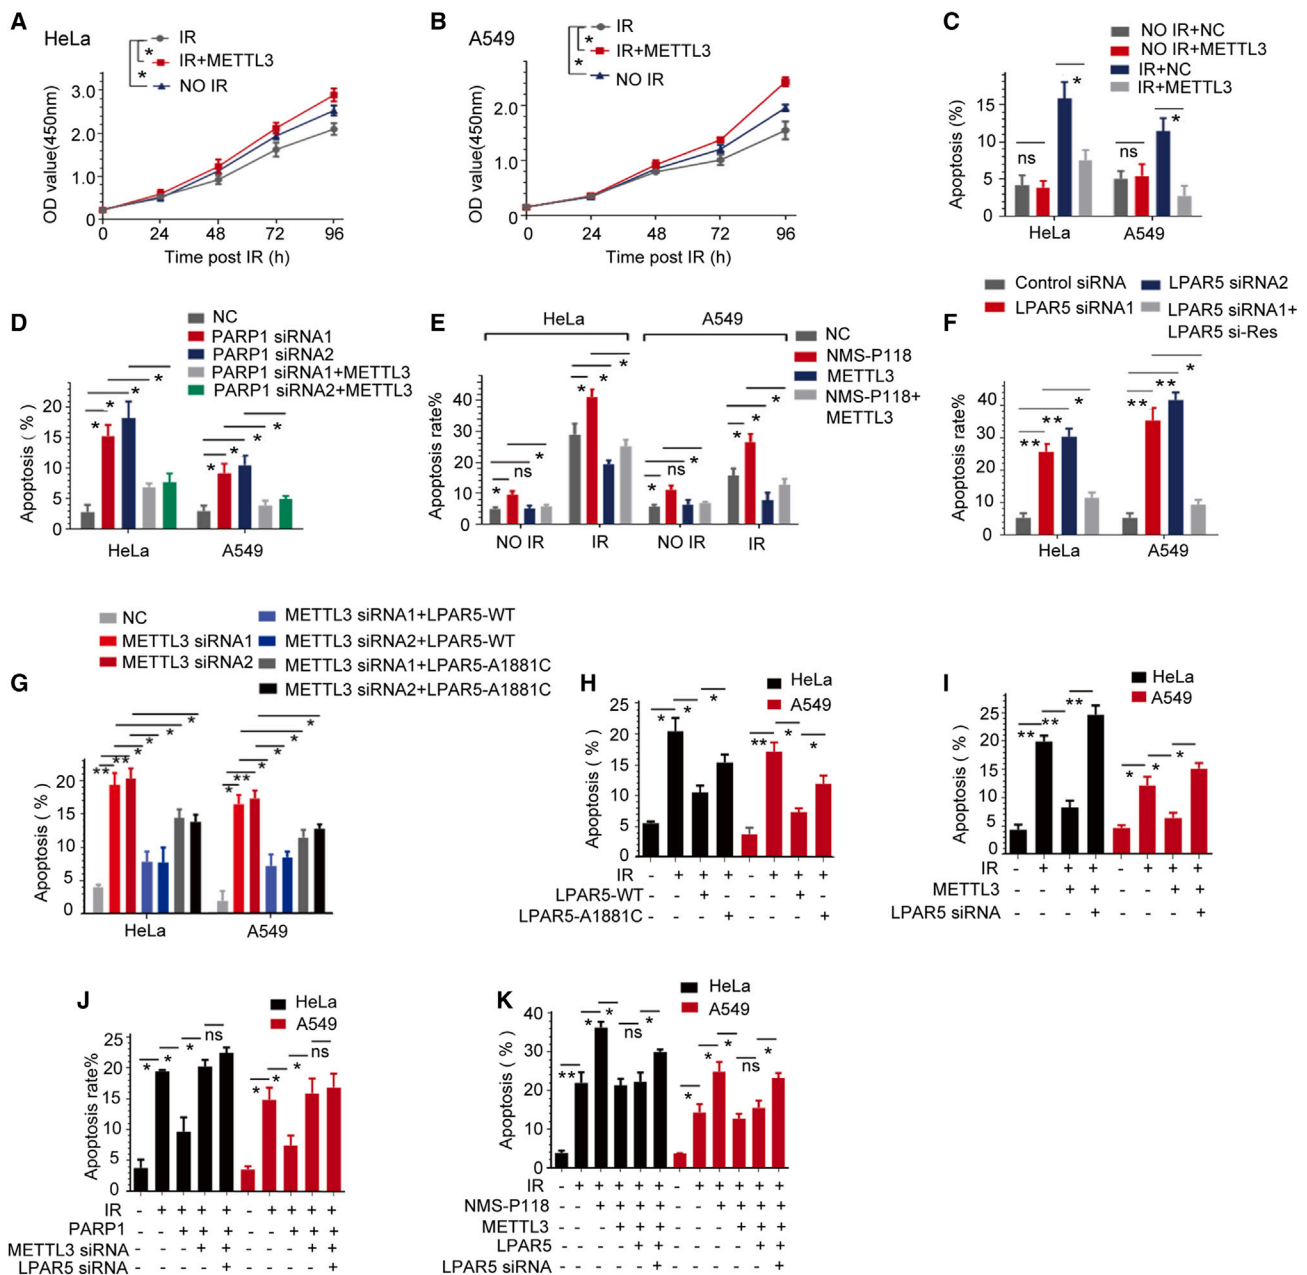 A
HeLa
IR
IR+METTL3
NO IR
*
*
OD value(450nm)
3.0
2.0
1.0
0
0 24 48 72 96
Time post IR (h)
B
A549
IR
IR+METTL3
NO IR
*
*
OD value(450nm)
2.0
1.0
0
0 24 48 72 96
Time post IR (h)
C
NO IR+NC
NO IR+METTL3
IR+NC
IR+METTL3
Apoptosis (%)
15
10
5
0
ns * ns *
HeLa A549
D
NC
PARP1 siRNA1
PARP1 siRNA2
PARP1 siRNA1+METTL3
PARP1 siRNA2+METTL3
Apoptosis ( % )
20
15
10
5
0
* * * * * * * *
HeLa A549
E
HeLa A549
NC
NMS-P118
METTL3
NMS-P118+
METTL3
Apoptosis rate%
40
30
20
10
0
* ns * * * * * ns * * * *
NO IR IR NO IR IR
Control siRNA LPAR5 siRNA2
LPAR5 siRNA1 LPAR5 siRNA1+
LPAR5 si-Res
F
Apoptosis rate%
40
30
20
10
0
** ** * ** ** *
HeLa A549
G
NC
METTL3 siRNA1
METTL3 siRNA2
METTL3 siRNA1+LPAR5-WT
METTL3 siRNA2+LPAR5-WT
METTL3 siRNA1+LPAR5-A1881C
METTL3 siRNA2+LPAR5-A1881C
Apoptosis ( % )
20
15
10
5
0
** ** * * * * * ** * * * *
HeLa A549
H
HeLa
A549
Apoptosis ( % )
25
20
15
10
5
0
* * * ** * *
IR - + + + - + + +
LPAR5-WT - - + - - - + -
LPAR5-A1881C - - - + - - - +
I
HeLa
A549
Apoptosis ( % )
25
20
15
10
5
0
** ** ** * * *
IR - + + + - + + +
METTL3 - - + + - - + +
LPAR5 siRNA - - - + - - - +
J
HeLa
A549
Apoptosis rate%
25
20
15
10
5
0
* * * ns * * * ns
IR - + + + + - + + + +
PARP1 - - + + + - - + + +
METTL3 siRNA - - - + + - - - + +
LPAR5 siRNA - - - - + - - - - +
K
HeLa
A549
Apoptosis ( % )
40
30
20
10
0
** * * ns * * * * ns *
IR - + + + + + - + + + + +
NMS-P118 - - + + + + - - + + + +
METTL3 - - - + + + - - - + + +
LPAR5 - - - - + + - - - - + +
LPAR5 siRNA - - - - - + - - - - - +